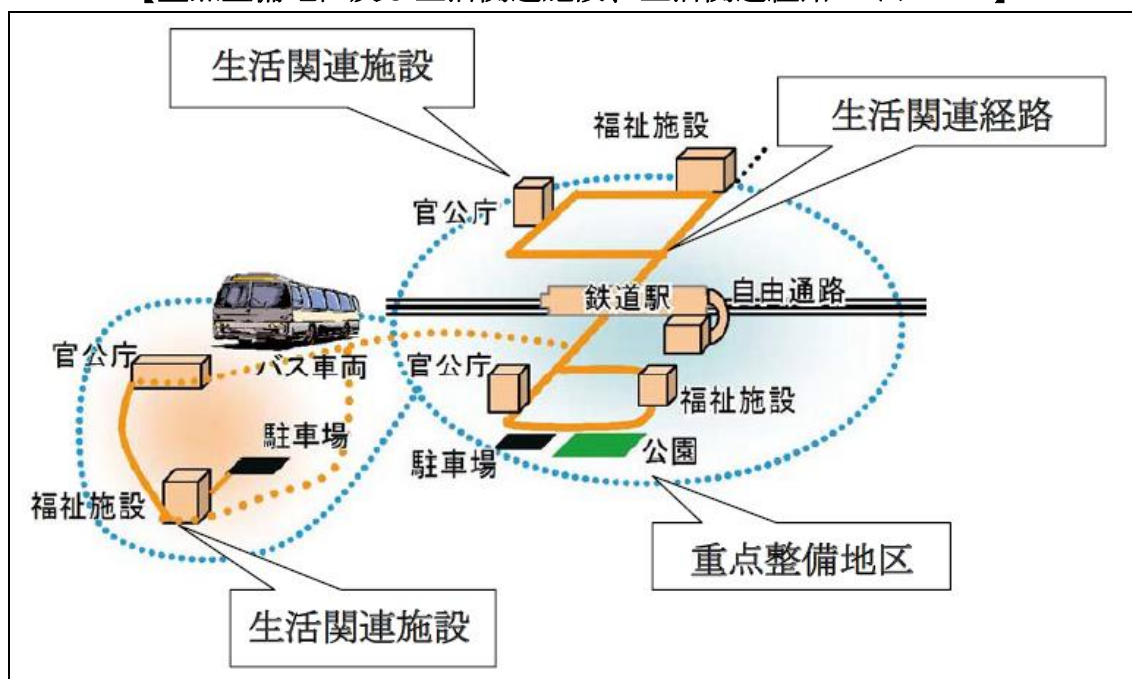 生活関連施設
福祉施設
生活関連経路
官公庁
鉄道駅
自由通路
官公庁
バス車両
官公庁
福祉施設
駐車場
駐車場
公園
福祉施設
重点整備地区
生活関連施設